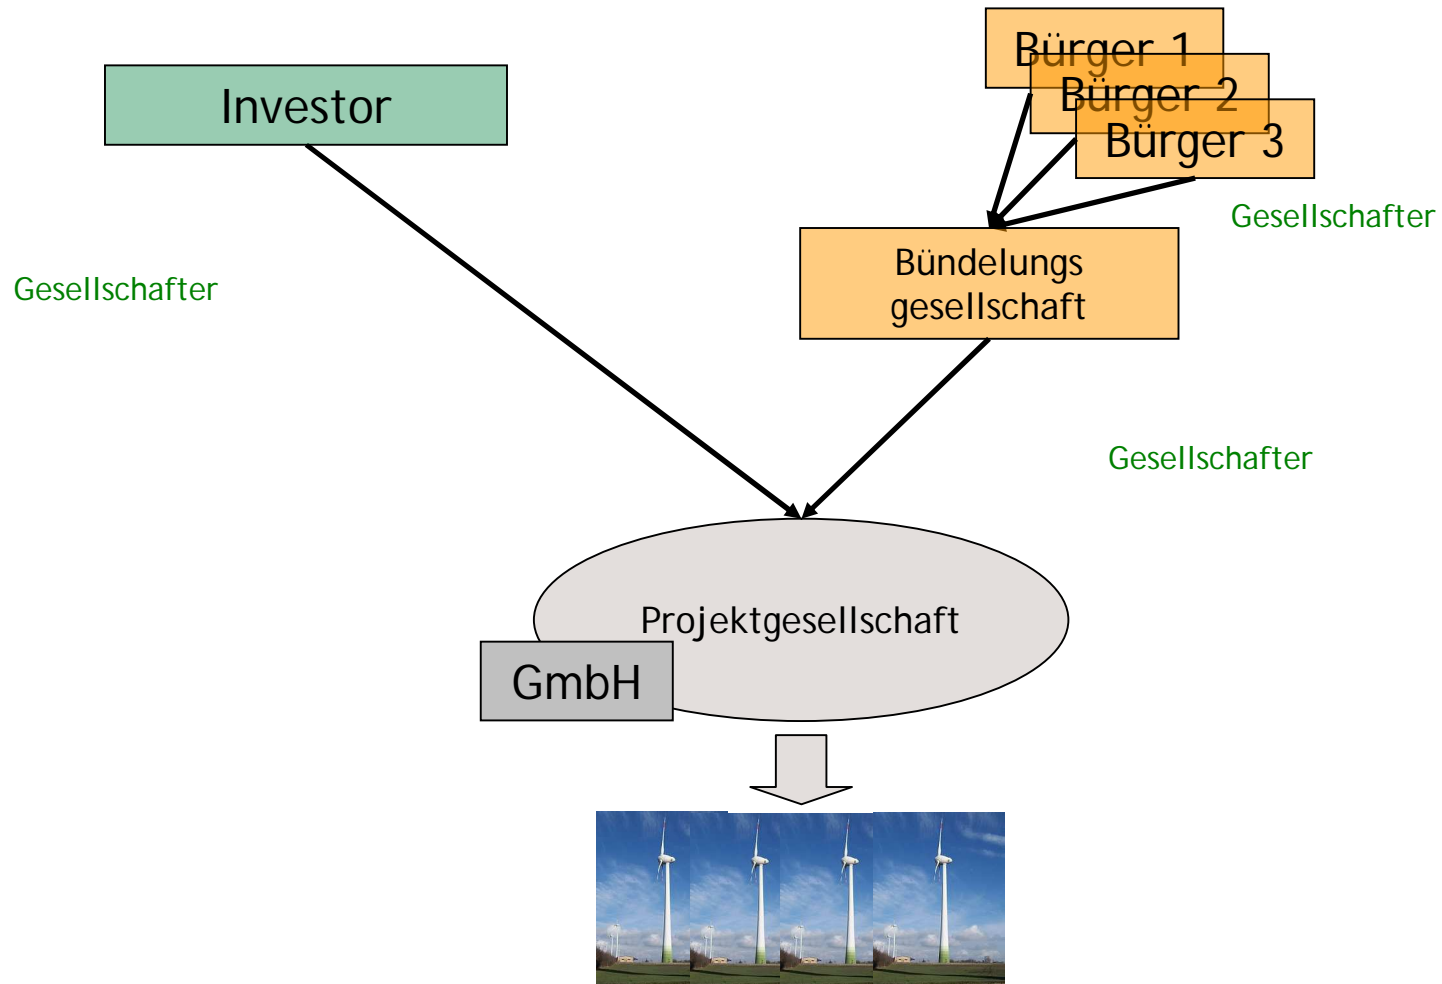 Bürger 1
Investor
Bürger 2
Bürger 3
Gesellschafter
Bündelungs
gesellschaft
Gesellschafter
Gesellschafter
Projektgesellschaft
GmbH